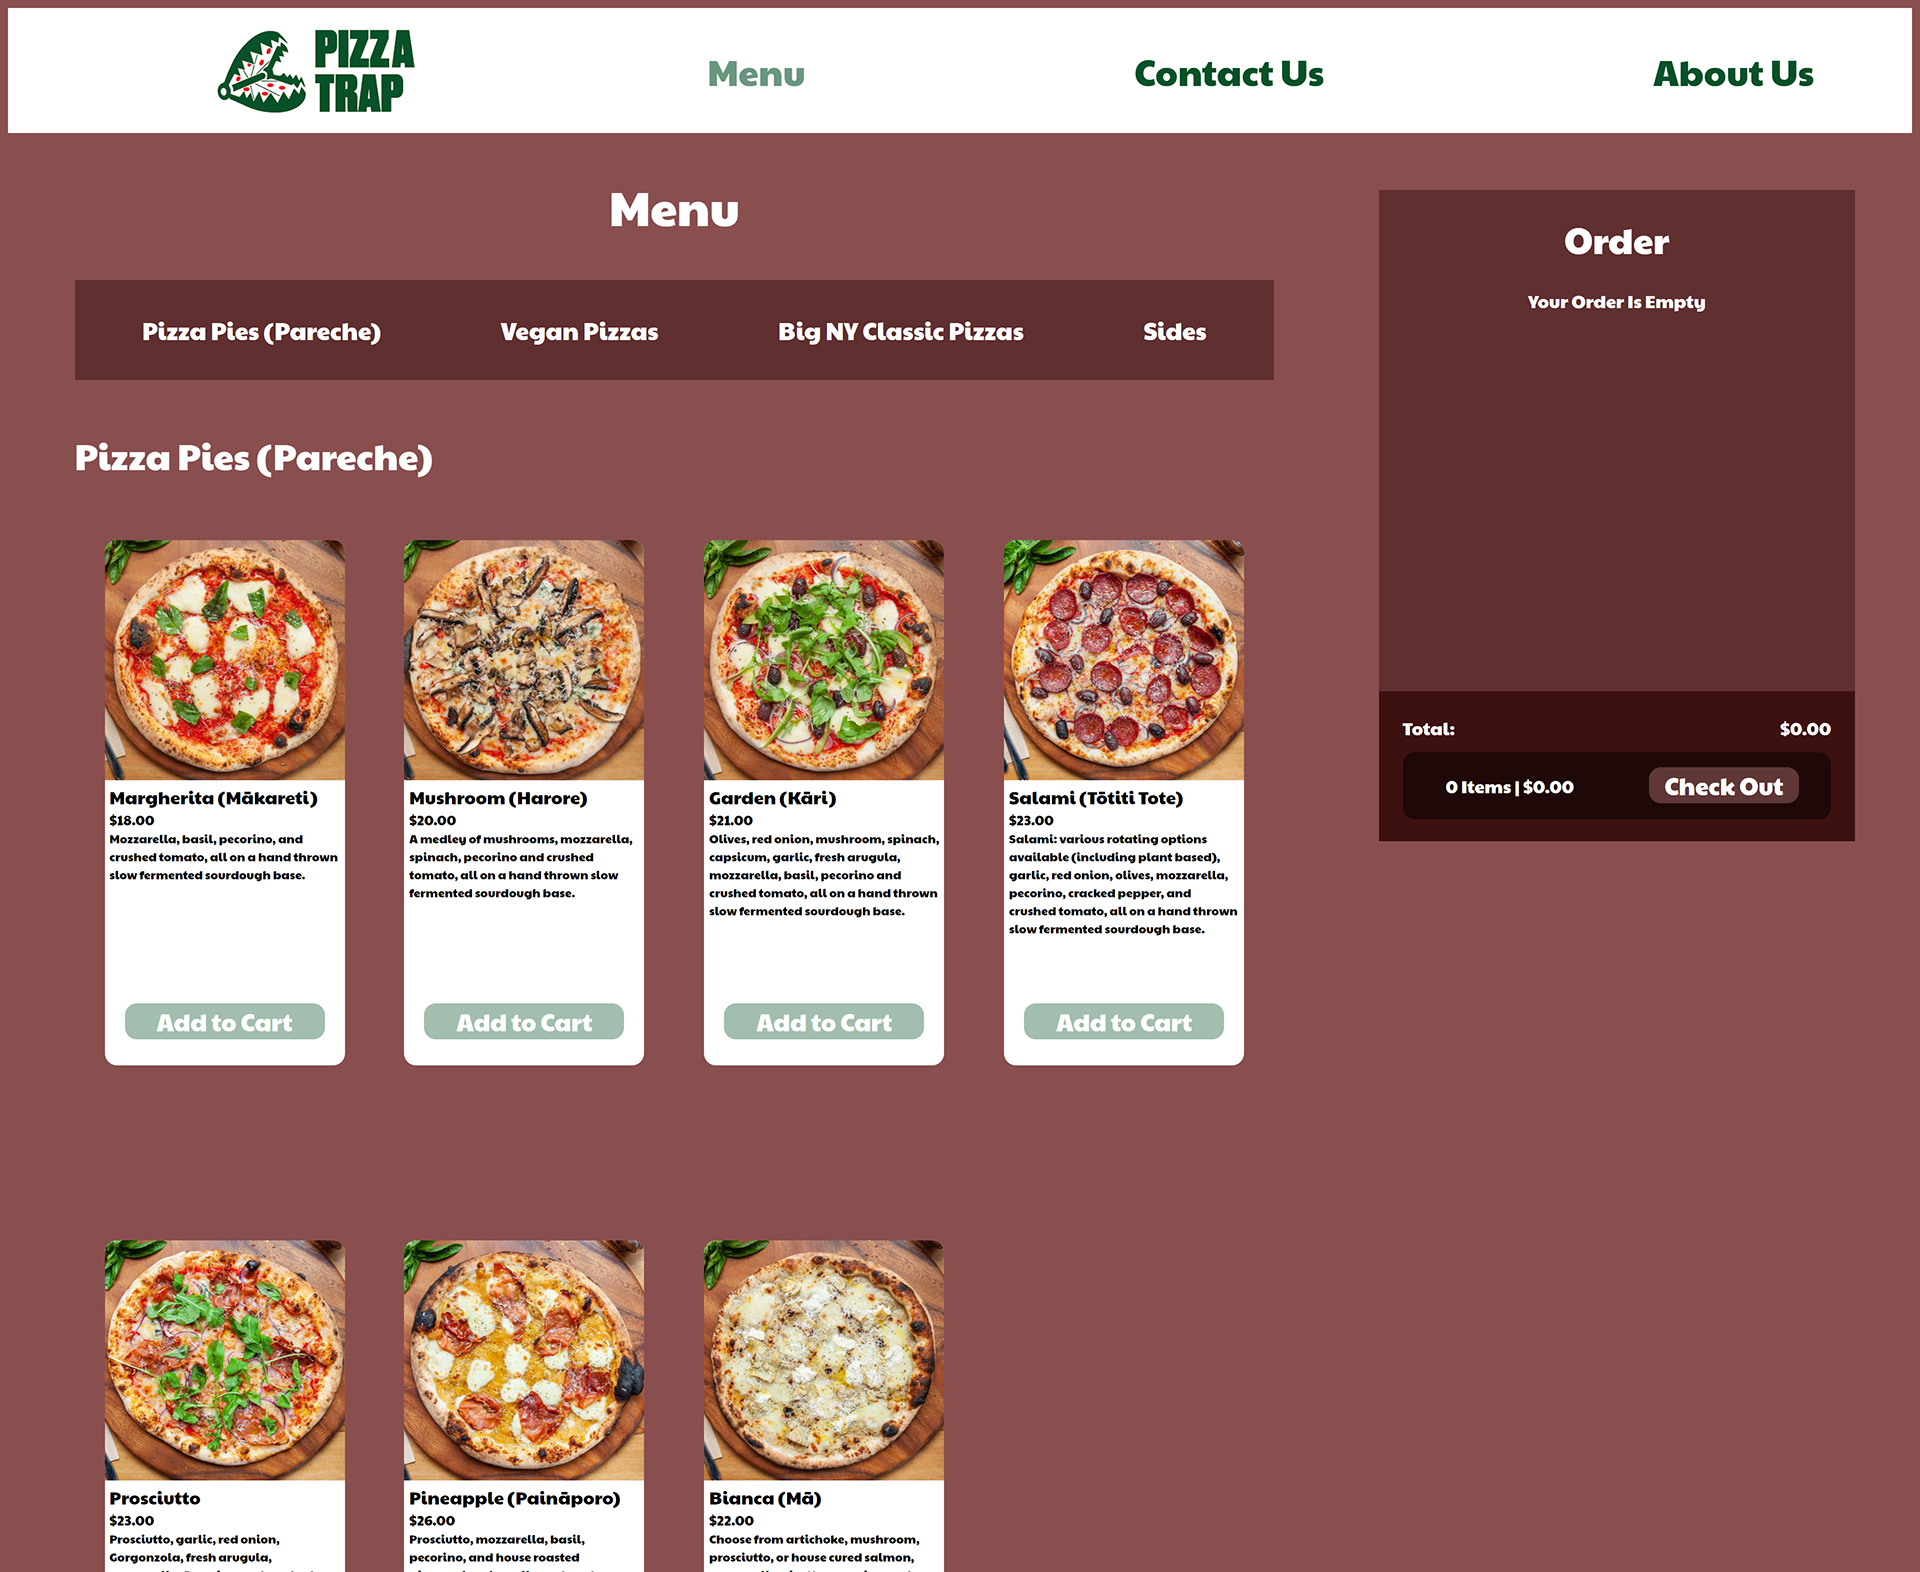 PIZZA
TRAP
Menu
Contact Us
About Us
Menu
Pizza Pies (Pareche)
Vegan Pizzas
Big NY Classic Pizzas
Sides
Pizza Pies (Pareche)
Margherita (Mākareti)
$18.00
Mozzarella, basil, pecorino, and
crushed tomato, all on a hand thrown
slow fermented sourdough base.
Add to Cart
Mushroom (Harore)
$20.00
A medley of mushrooms, mozzarella,
spinach, pecorino and crushed
tomato, all on a hand thrown slow
fermented sourdough base.
Add to Cart
Garden (Kāri)
$21.00
Olives, red onion, mushroom, spinach,
capsicum, garlic, fresh arugula,
mozzarella, basil, pecorino and
crushed tomato, all on a hand thrown
slow fermented sourdough base.
Add to Cart
Salami (Tōtiti Tote)
$23.00
Salami: various rotating options
available (including plant based),
garlic, red onion, olives, mozzarella,
pecorino, cracked pepper, and
crushed tomato, all on a hand thrown
slow fermented sourdough base.
Add to Cart
Prosciutto
$23.00
Prosciutto, garlic, red onion,
Gorgonzola, fresh arugula,
Pineapple (Paināporo)
$26.00
Prosciutto, mozzarella, basil,
pecorino, and house roasted
Bianca (Mā)
$22.00
Choose from artichoke, mushroom,
prosciutto, or house cured salmon,
Order
Your Order Is Empty
Total:
$0.00
0 Items | $0.00
Check Out